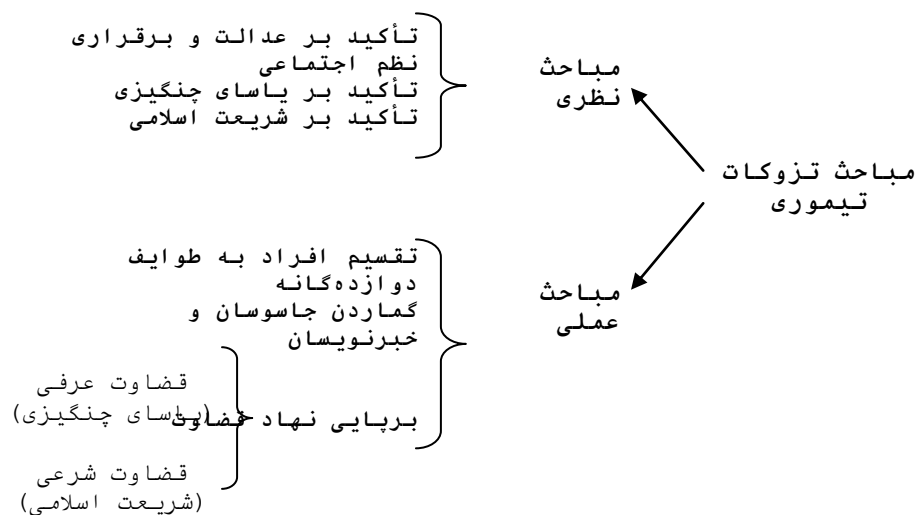 مباحث تزوکات
تیموری
مباحث
نظری
تأکید بر عدالت و برقراری
نظم اجتماعی
تأکید بر یاسای چنگیزی
تأکید بر شریعت اسلامی
مباحث
عملی
تقسیم افراد به طوایف
دوازده‌گانه
گماردن جاسوسان و
خبرنویسان
برپایی نهاد قضاوت
قضاوت عرفی
(یاسای چنگیزی)
قضاوت شرعی
(شریعت اسلامی)